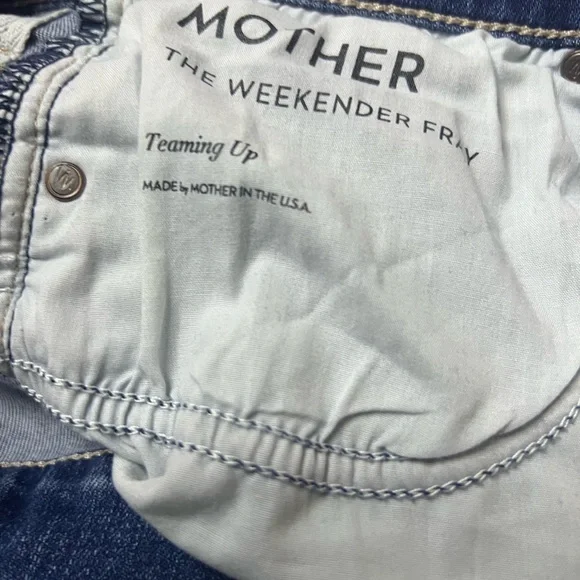 MOTHER
THE WEEKENDER FRAY
Teaming Up
MADE by MOTHER IN THE U.S.A.
M